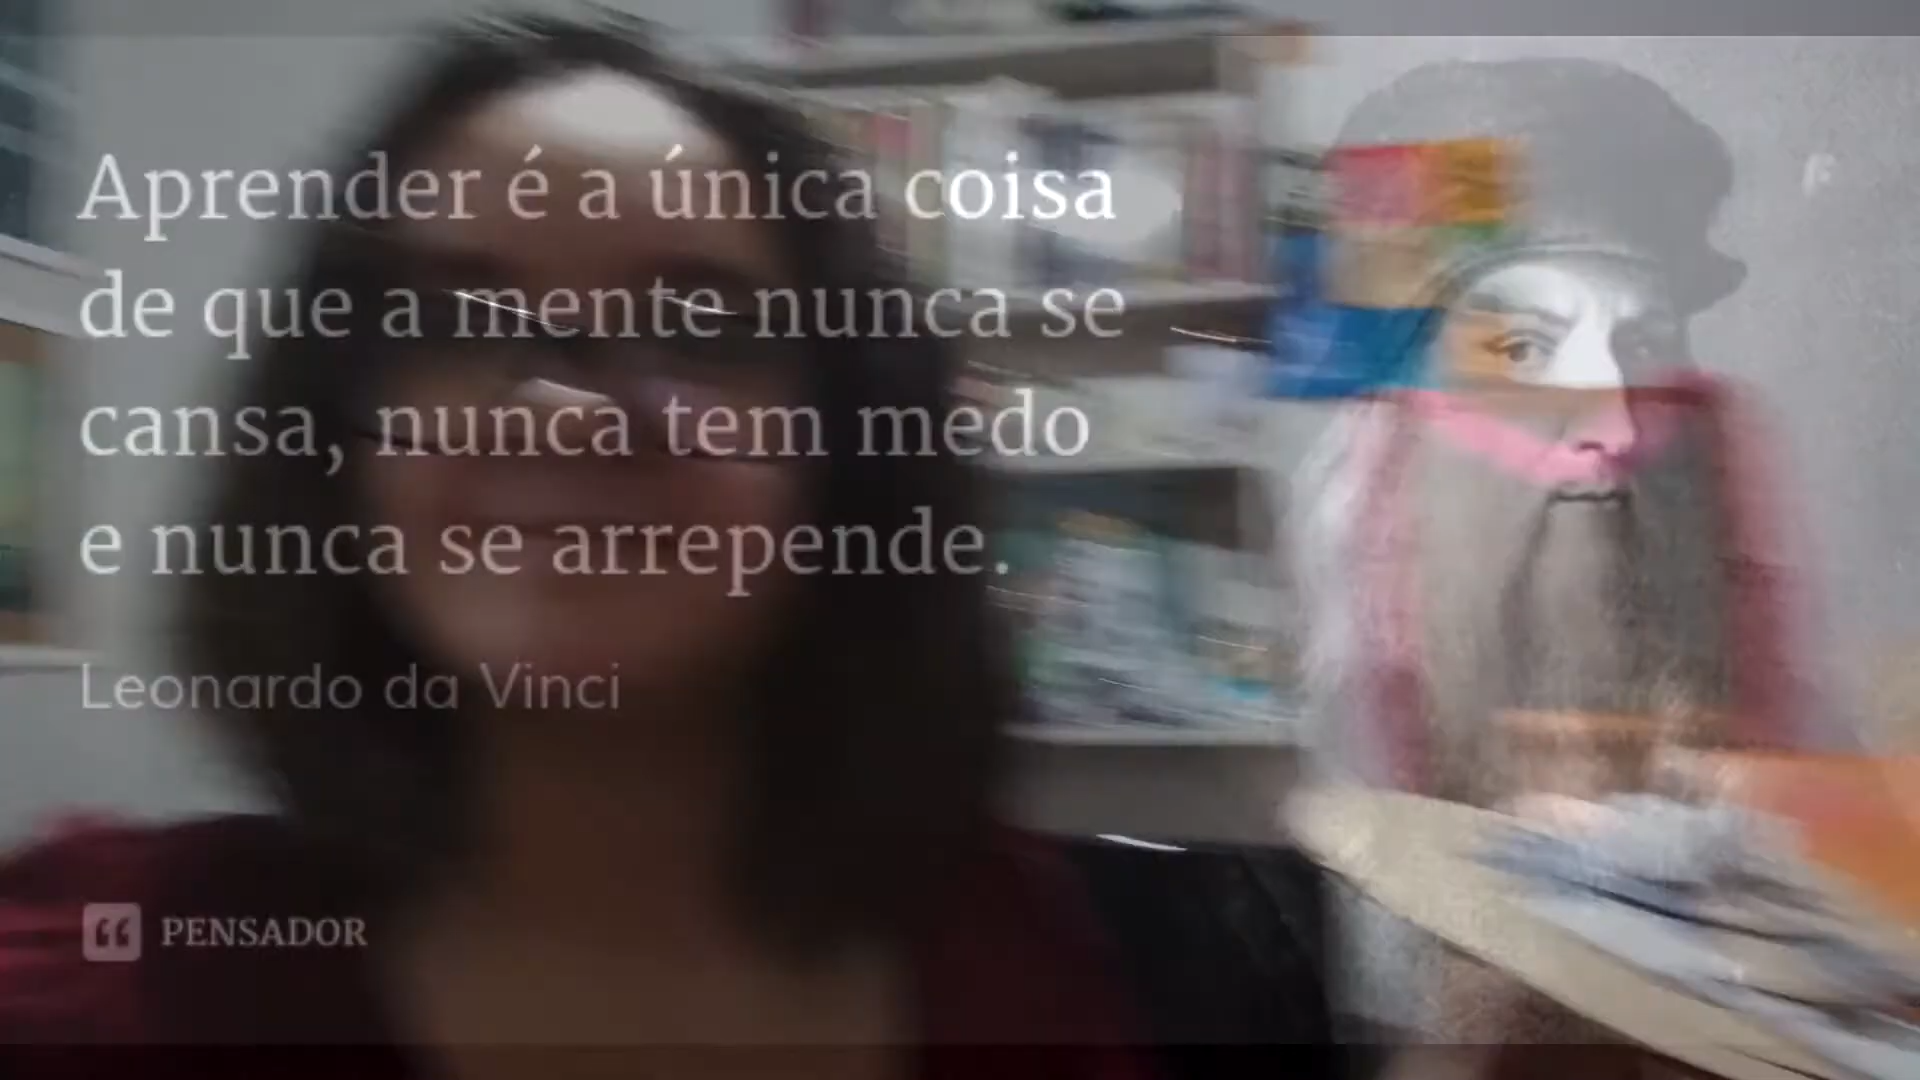 Aprender é a única coisa
de que a mente nunca se
cansa, nunca tem medo
e nunca se arrepende.
Leonardo da Vinci
PENSADOR